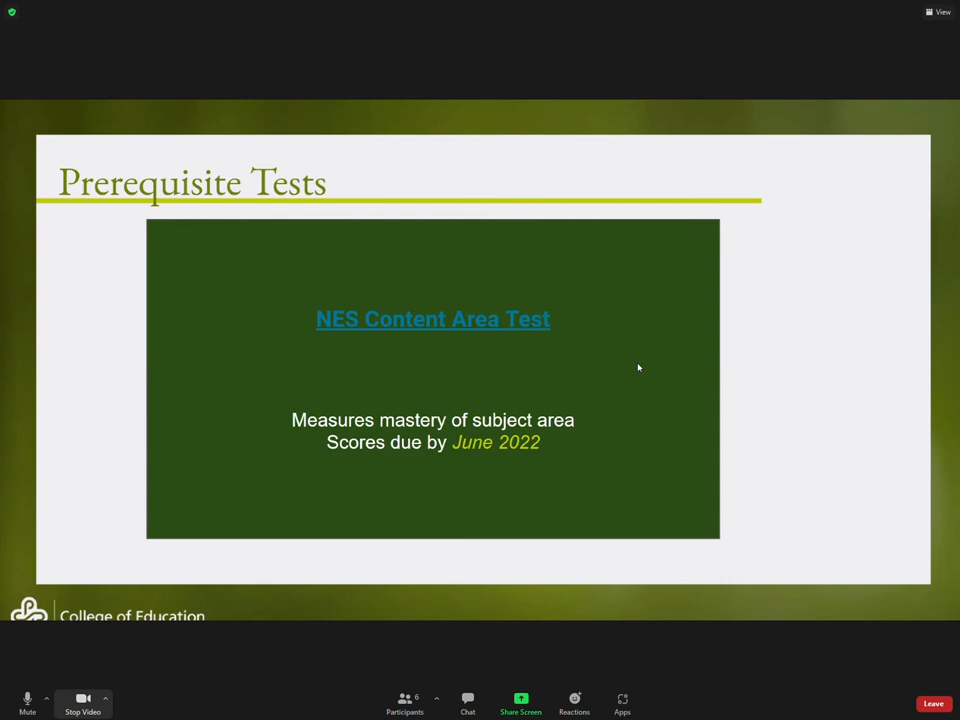 View
Prerequisite Tests
NES Content Area Test
Measures mastery of subject area
Scores due by June 2022
College of Education
6
Mute
Stop Video
Participants
Chat
Share Screen
Reactions
Apps
Leave